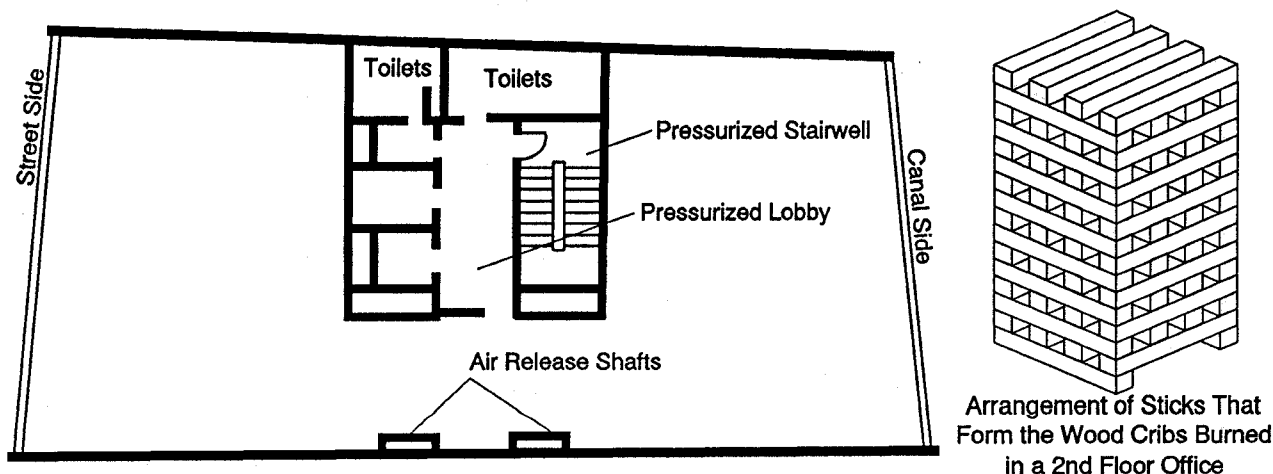 Street Side
Toilets
Toilets
Pressurized Stairwell
Pressurized Lobby
Canal Side
Air Release Shafts
Arrangement of Sticks That
Form the Wood Cribs Burned
in a 2nd Floor Office